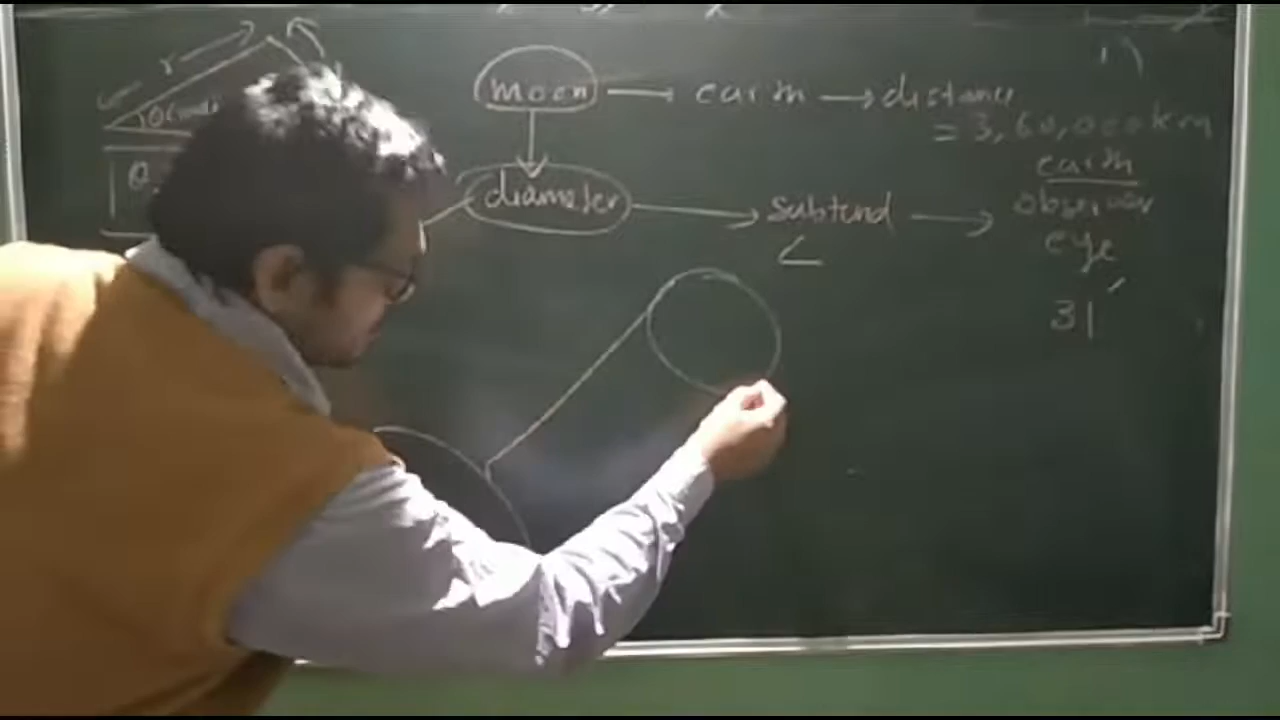 r
moon → earth → distance
= 3,60,000 km
earth
diameter → subtend → observer
∠ eye
31′
θ